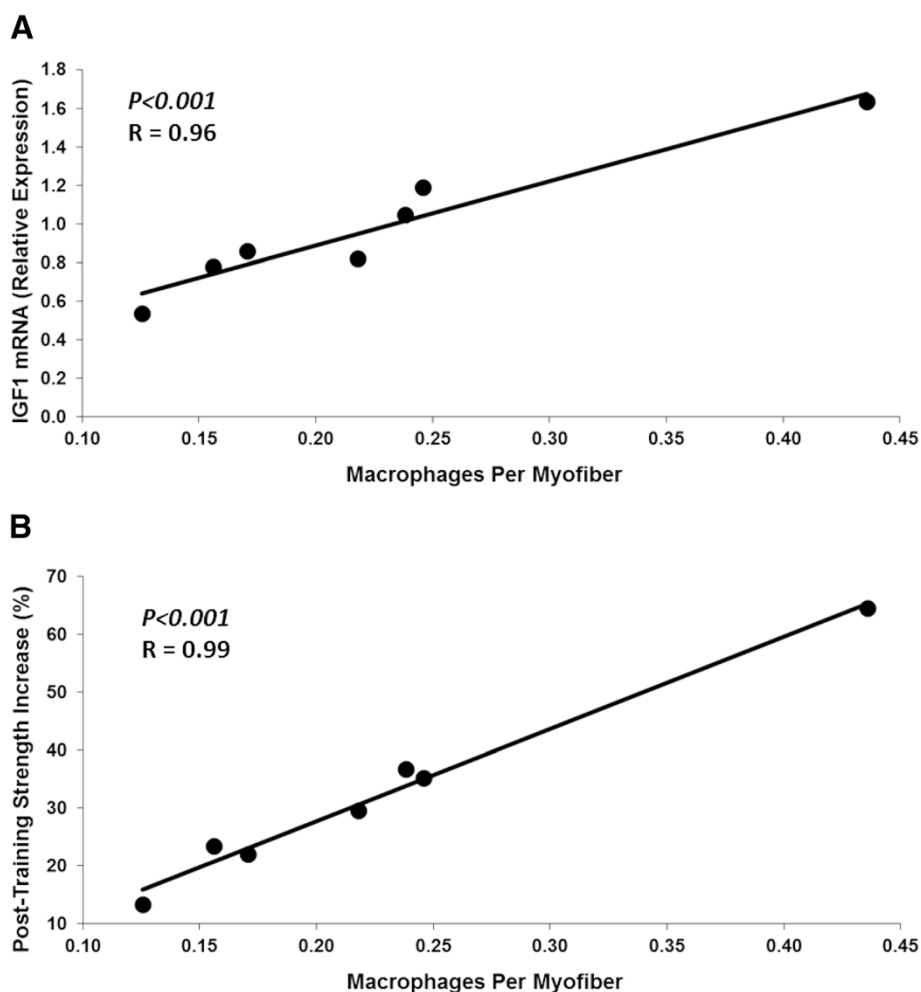 A
IGF1 mRNA (Relative Expression)
1.8
1.6
1.4
1.2
1.0
0.8
0.6
0.4
0.2
0.0
P<0.001
R = 0.96
0.10 0.15 0.20 0.25 0.30 0.35 0.40 0.45
Macrophages Per Myofiber
B
Post-Training Strength Increase (%)
70
60
50
40
30
20
10
P<0.001
R = 0.99
0.10 0.15 0.20 0.25 0.30 0.35 0.40 0.45
Macrophages Per Myofiber